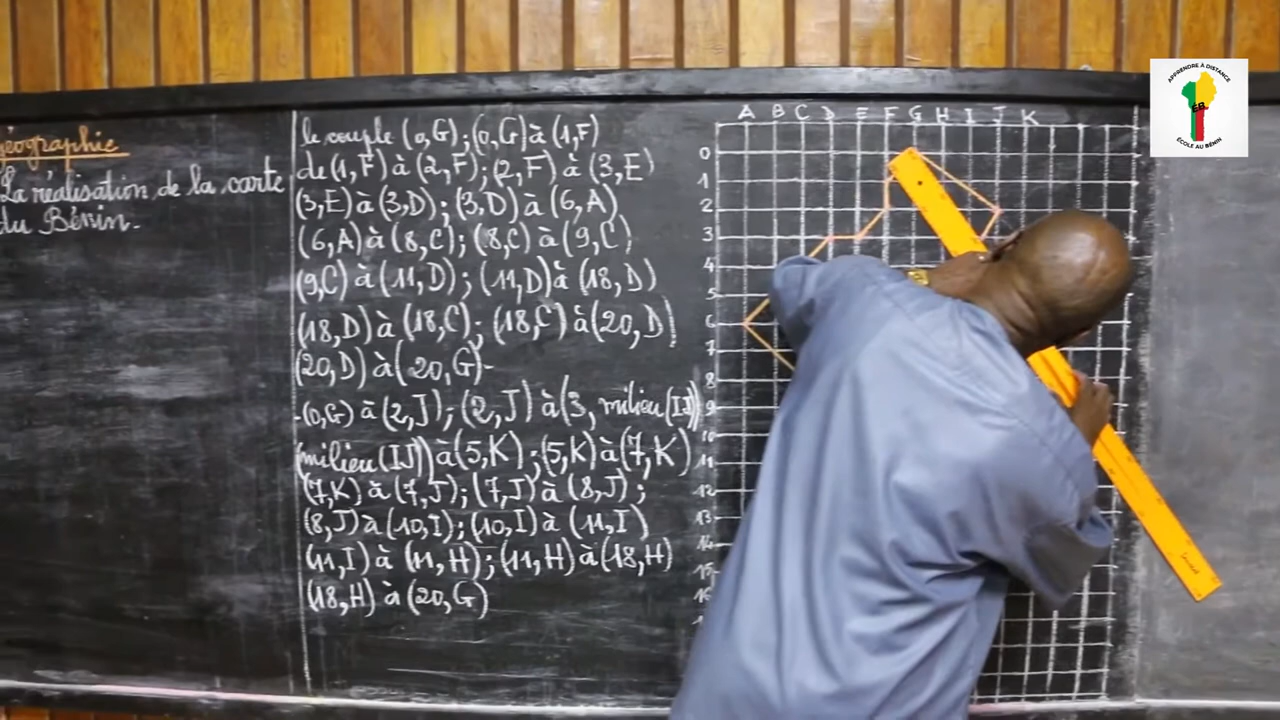 géographie
La réalisation de la carte
du Bénin.
le couple (0,G); (0,G) à (1,F)
de (1,F) à (2,F); (2,F) à (3,E)
(3,E) à (3,D); (3,D) à (6,A)
(6,A) à (8,C); (8,C) à (9,C)
(9,C) à (11,D); (11,D) à (18,D)
(18,D) à (18,C); (18,C) à (20,D)
(20,D) à (20,G)-
-(0,G) à (2,J); (2,J) à (3, milieu(IJ))
(milieu(IJ)) à (5,K); (5,K) à (7,K)
(7,K) à (7,J); (7,J) à (8,J);
(8,J) à (10,I); (10,I) à (11,I)
(11,I) à (11,H); (11,H) à (18,H)
(18,H) à (20,G)
A B C D E F G H I J K
0
1
2
3
4
5
6
7
8
9
10
11
12
13
14
15
APPRENDRE À DISTANCE
ÉCOLE AU BÉNIN